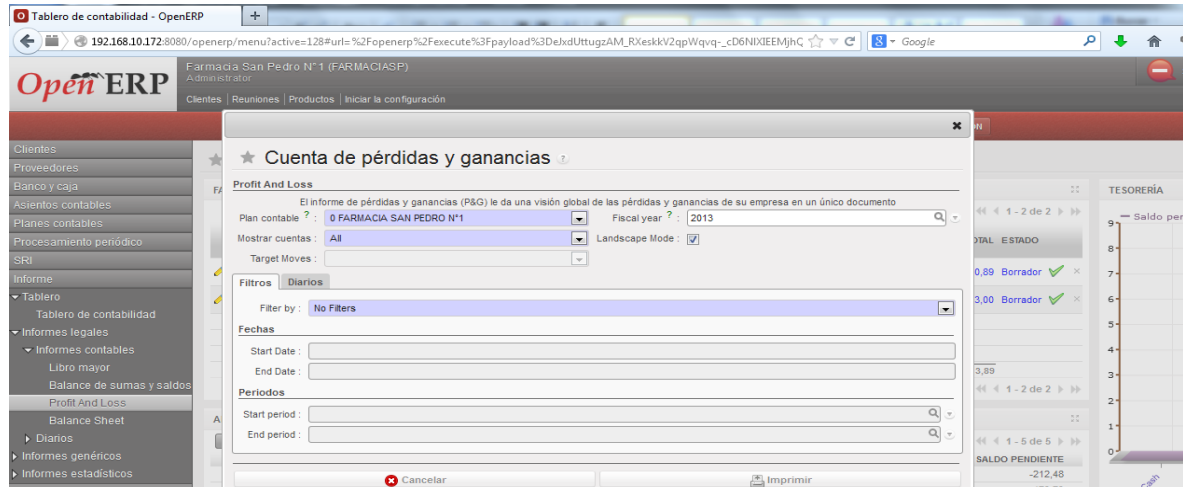 Tablero de contabilidad - OpenERP
192.168.10.172:8080/openerp/menu?active=128#url=%2Fopenerp%2Fexecute%3Fpayload%3DeJxdUttugzAM_RXeskkV2qpWqvq-_cD6NIXlEEMjhC
Google
OpenERP
Farmacia San Pedro N°1 (FARMACIASP)
Administrator
Clientes | Reuniones | Productos | Iniciar la configuración
Clientes
Proveedores
Banco y caja
Asientos contables
Planes contables
Procesamiento periódico
SRI
Informe
Tablero
Tablero de contabilidad
Informes legales
Informes contables
Libro mayor
Balance de sumas y saldos
Profit And Loss
Balance Sheet
Diarios
Informes genéricos
Informes estadísticos
Cuenta de pérdidas y ganancias ?
Profit And Loss
El informe de pérdidas y ganancias (P&G) le da una visión global de las pérdidas y ganancias de su empresa en un único documento
Plan contable ? : 0 FARMACIA SAN PEDRO N°1 Fiscal year ? : 2013
Mostrar cuentas : All Landscape Mode :
Target Moves :
Filtros Diarios
Filter by : No Filters
Fechas
Start Date :
End Date :
Periodos
Start period :
End period :
Cancelar Imprimir
1 - 2 de 2
OTAL ESTADO
0,89 Borrador
3,00 Borrador
3,89
1 - 2 de 2
1 - 5 de 5
SALDO PENDIENTE
-212,48
TESORERÍA
Saldo per
9
8
7
6
5
4
3
2
1
0
Cash